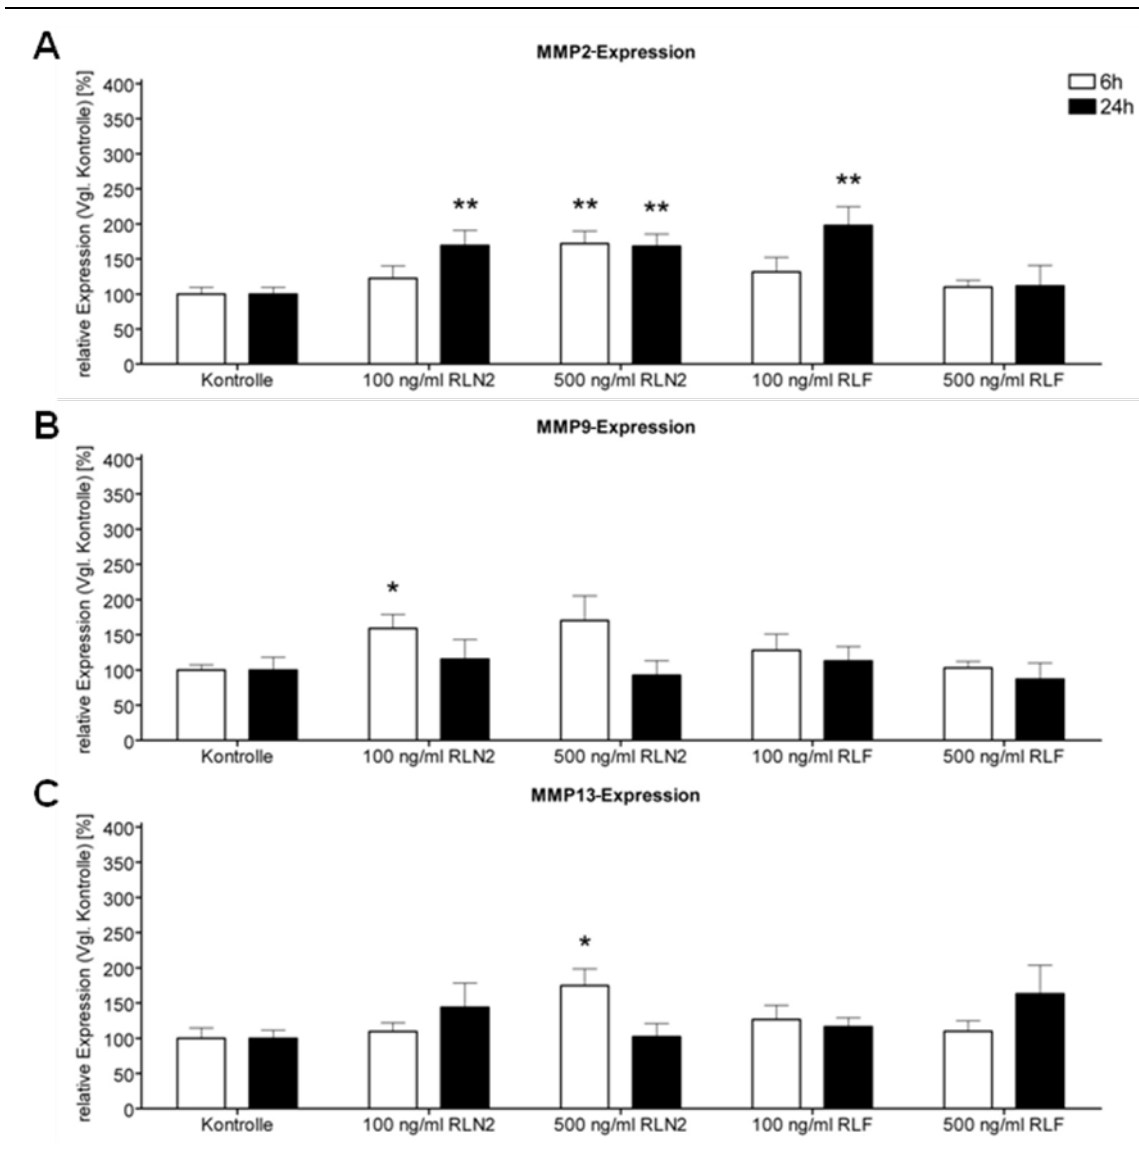 A
MMP2-Expression
relative Expression (Vgl. Kontrolle) [%]
400
350
300
250
200
150
100
50
0
6h
24h
**
**
**
**
Kontrolle
100 ng/ml RLN2
500 ng/ml RLN2
100 ng/ml RLF
500 ng/ml RLF
B
MMP9-Expression
relative Expression (Vgl. Kontrolle) [%]
400
350
300
250
200
150
100
50
0
*
Kontrolle
100 ng/ml RLN2
500 ng/ml RLN2
100 ng/ml RLF
500 ng/ml RLF
C
MMP13-Expression
relative Expression (Vgl. Kontrolle) [%]
400
350
300
250
200
150
100
50
0
*
Kontrolle
100 ng/ml RLN2
500 ng/ml RLN2
100 ng/ml RLF
500 ng/ml RLF